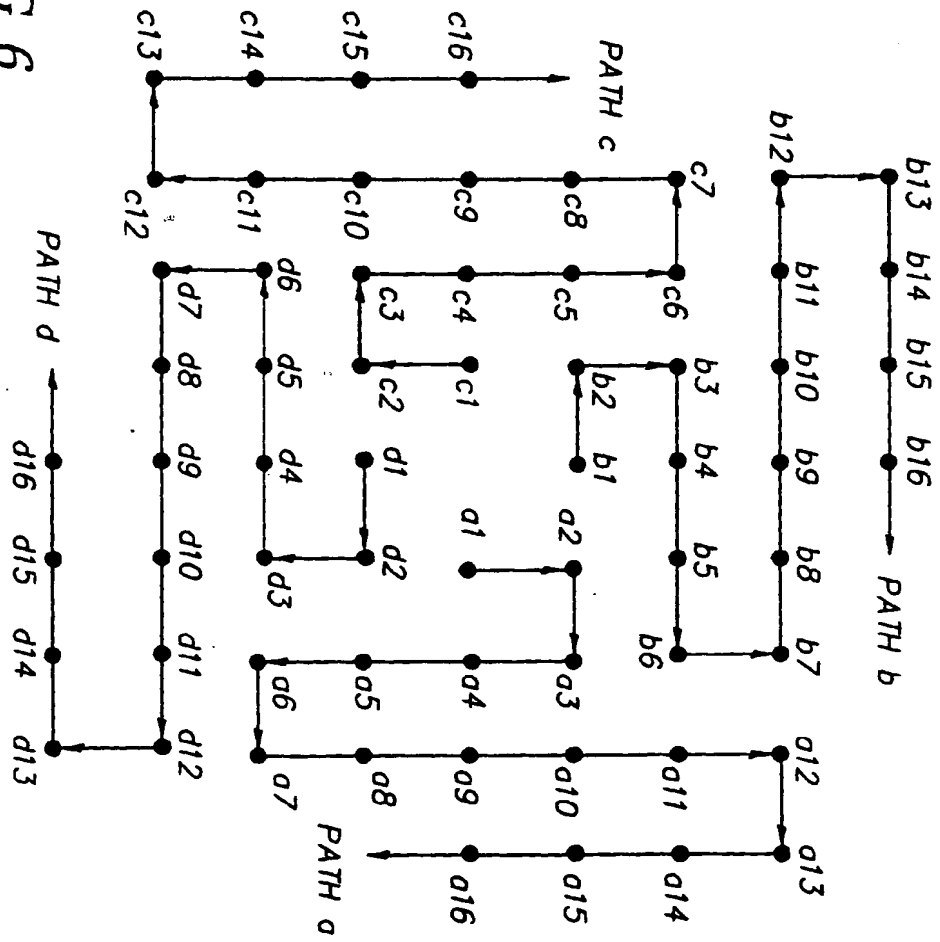 b13 b14 b15 b16
PATH b
b12 b11 b10 b9 b8 b7 a12 a13
c7 c6 b3 b4 b5 b6 a11 a14
PATH c
c8 c5 b2 b1 a2 a3 a10 a15
c16 c9 c4 c1 a1 a4 a9 a16
c15 c10 c3 c2 d1 d2 a5 a8
PATH a
c14 c11 d6 d5 d4 d3 a6 a7
c13 c12 d7 d8 d9 d10 d11 d12
PATH d
d16 d15 d14 d13
G 6